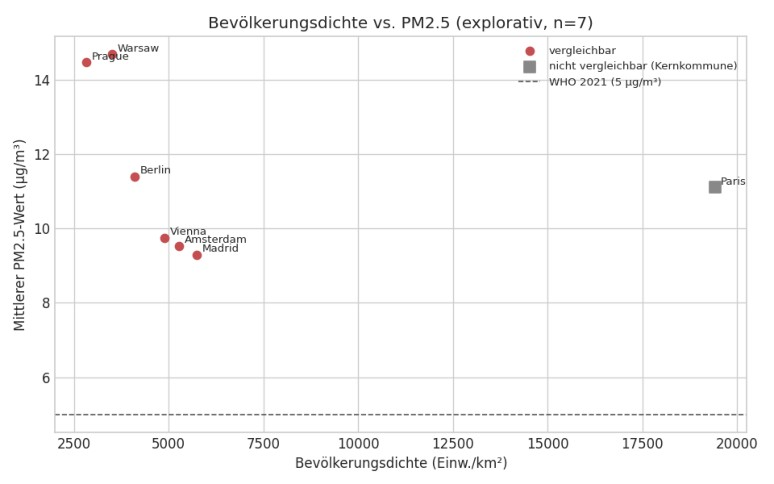 Bevölkerungsdichte vs. PM2.5 (explorativ, n=7)
Warsaw
Prague
vergleichbar
nicht vergleichbar (Kernkommune)
WHO 2021 (5 µg/m³)
14
12
Berlin
Paris
10
Vienna
Amsterdam
Madrid
8
6
Mittlerer PM2.5-Wert (µg/m³)
2500 5000 7500 10000 12500 15000 17500 20000
Bevölkerungsdichte (Einw./km²)